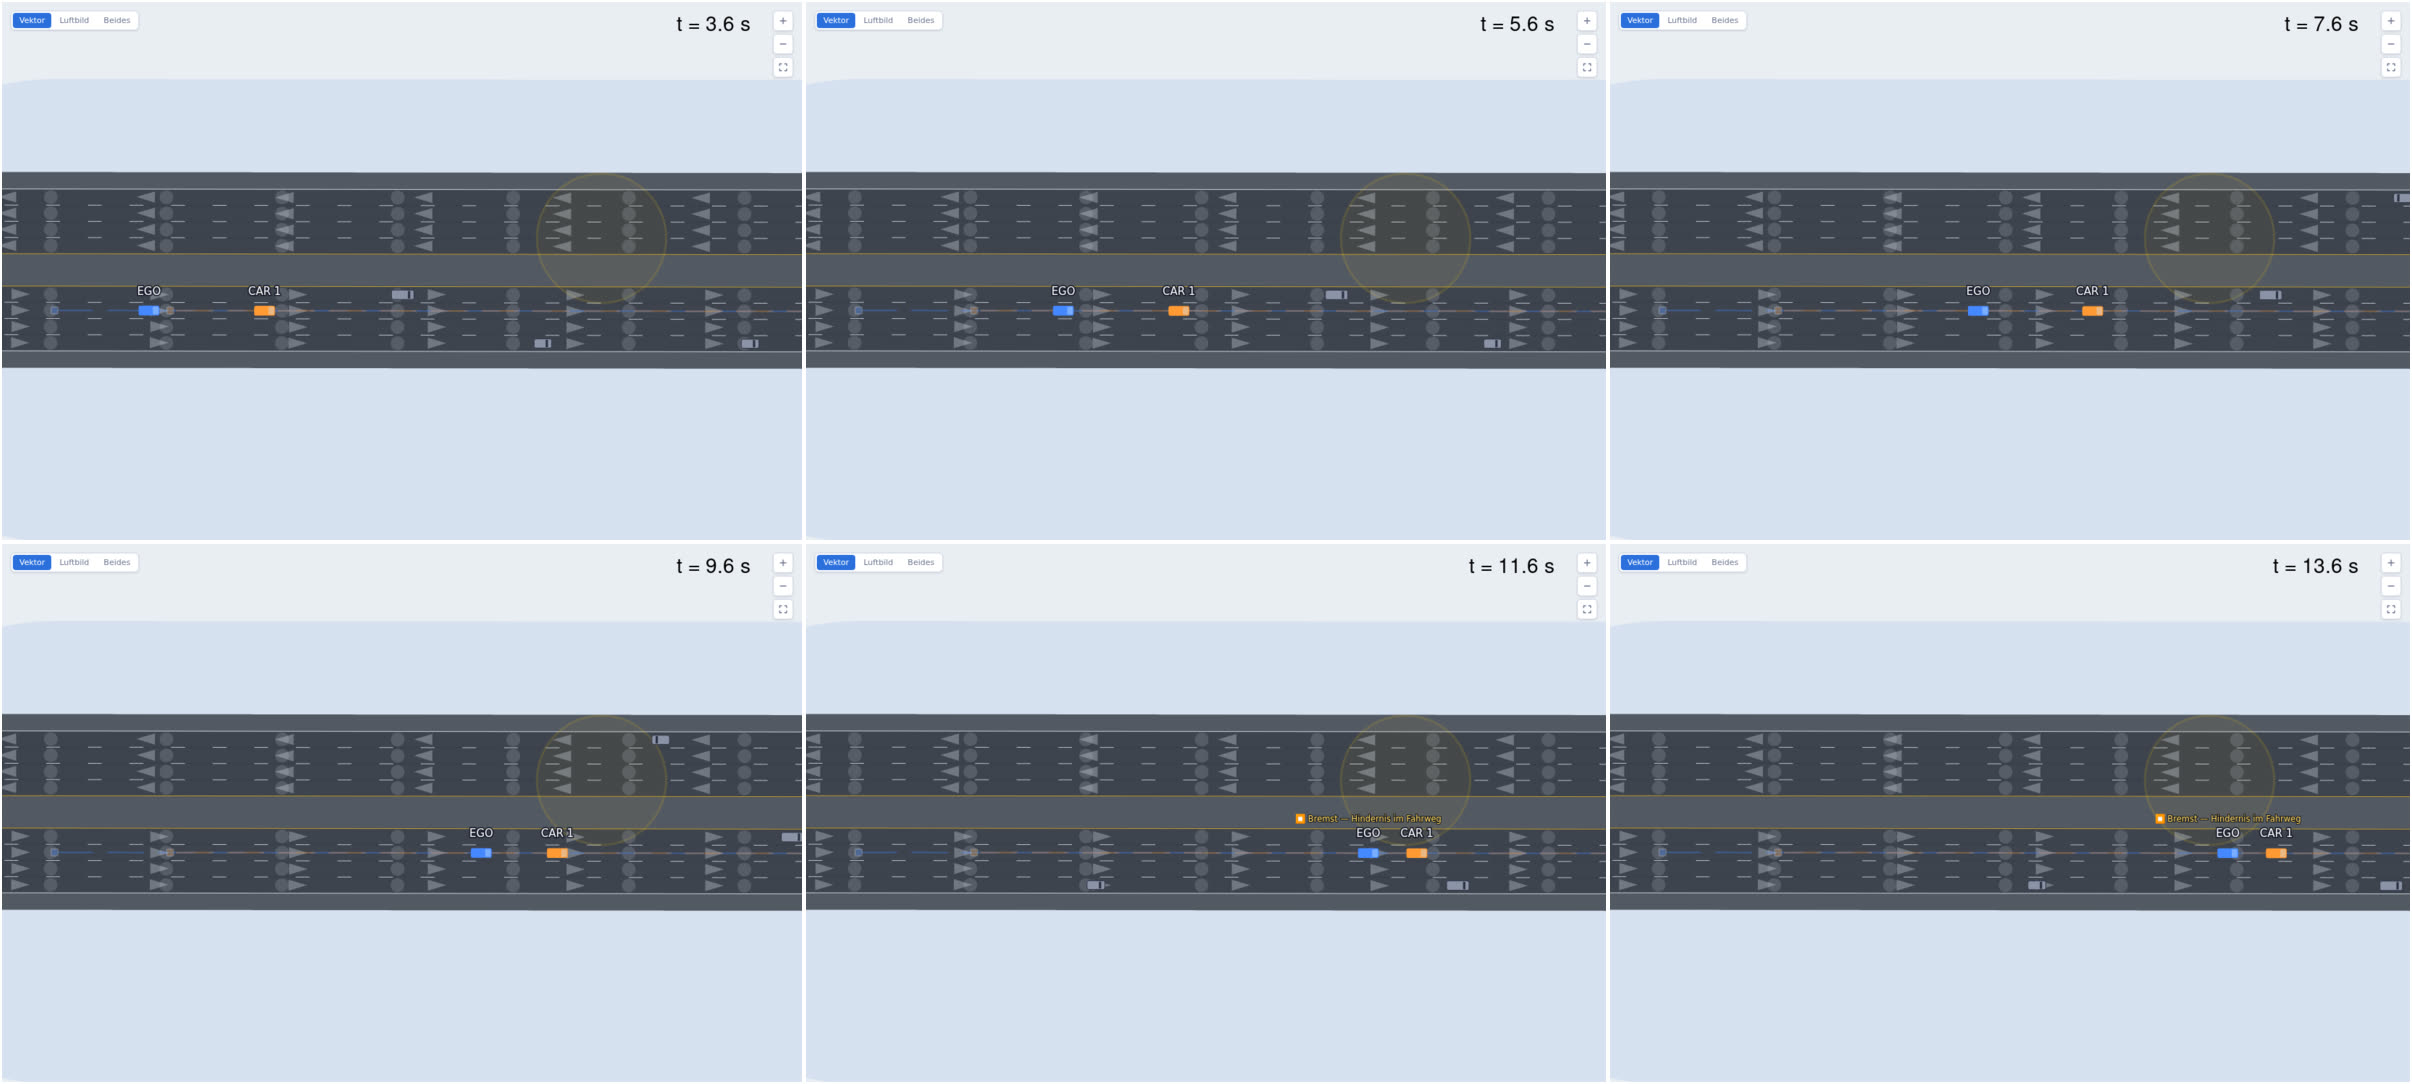 Vektor Luftbild Beides
t = 3.6 s
+
−
EGO
CAR 1
Vektor Luftbild Beides
t = 5.6 s
+
−
EGO
CAR 1
Vektor Luftbild Beides
t = 7.6 s
+
−
EGO
CAR 1
Vektor Luftbild Beides
t = 9.6 s
+
−
EGO
CAR 1
Vektor Luftbild Beides
t = 11.6 s
+
−
Bremst — Hindernis im Fahrweg
EGO
CAR 1
Vektor Luftbild Beides
t = 13.6 s
+
−
Bremst — Hindernis im Fahrweg
EGO
CAR 1